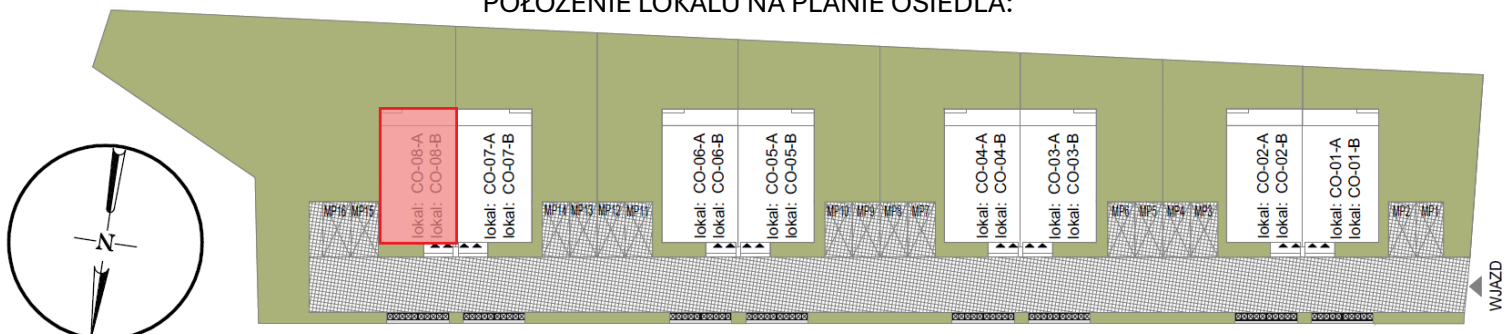 POŁOŻENIE LOKALU NA PLANIE OSIEDLA:
lokal: CO-08-A
lokal: CO-08-B
lokal: CO-07-A
lokal: CO-07-B
lokal: CO-06-A
lokal: CO-06-B
lokal: CO-05-A
lokal: CO-05-B
lokal: CO-04-A
lokal: CO-04-B
lokal: CO-03-A
lokal: CO-03-B
lokal: CO-02-A
lokal: CO-02-B
lokal: CO-01-A
lokal: CO-01-B
MP16 MP15
MP14 MP13 MP12 MP11
MP10 MP9 MP8 MP7
MP6 MP5 MP4 MP3
MP2 MP1
N
WJAZD